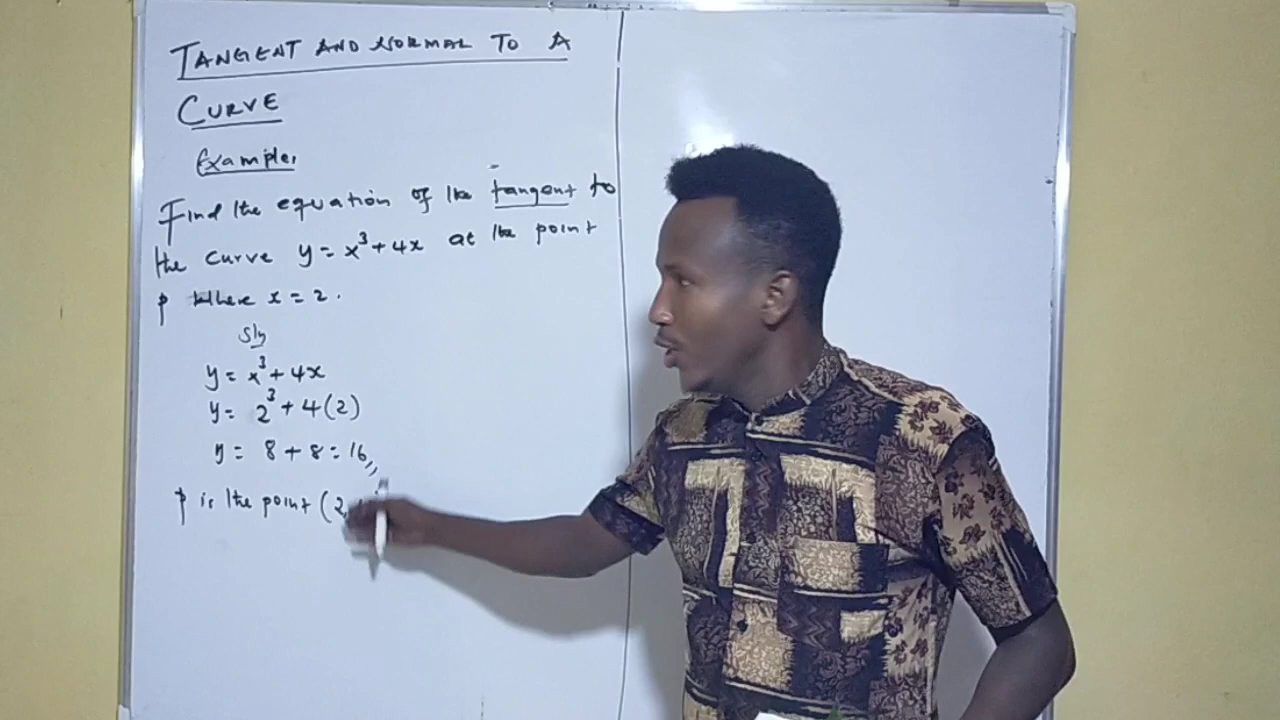 TANGENT AND NORMAL TO A
CURVE
Example:
Find the equation of the tangent to
the curve y = x³ + 4x at the point
P where x = 2.
Sln
y = x³ + 4x
y = 2³ + 4(2)
y = 8 + 8 = 16,,
P is the point (2,